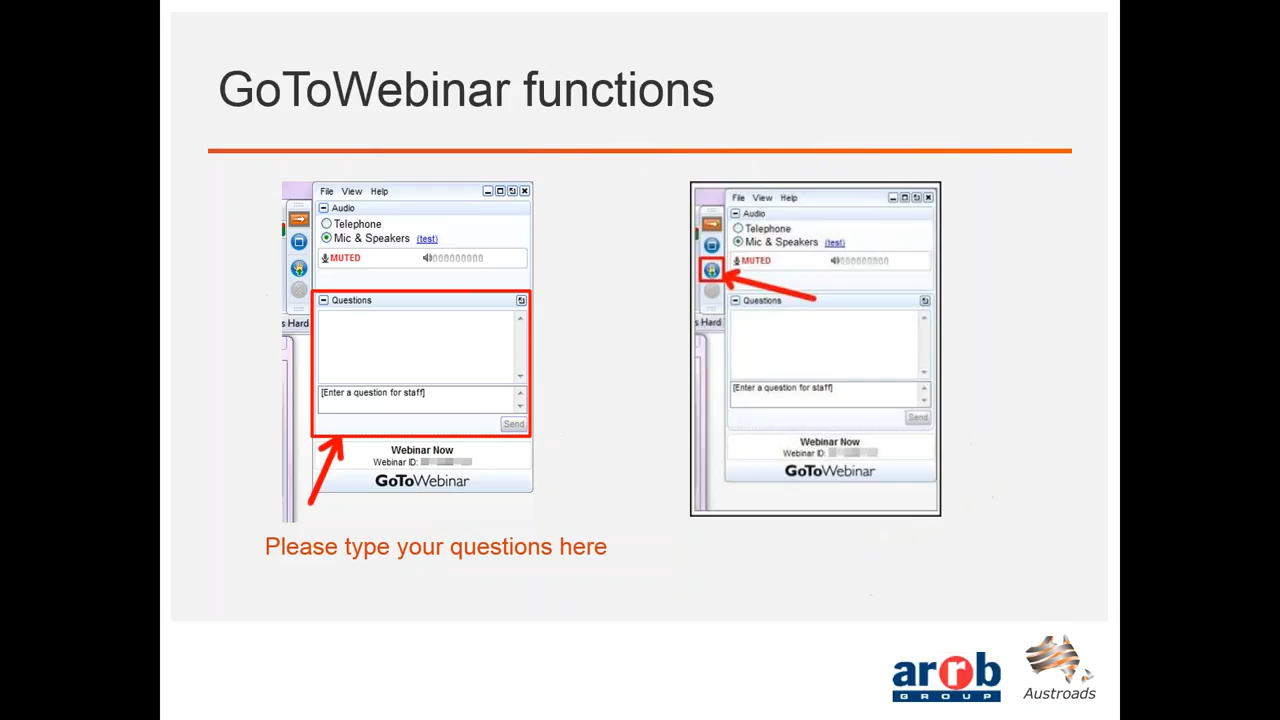 GoToWebinar functions
File View Help
Audio
Telephone
Mic & Speakers (test)
MUTED
Questions
s Hard
[Enter a question for staff]
Send
Webinar Now
Webinar ID:
GoToWebinar
Please type your questions here
File View Help
Audio
Telephone
Mic & Speakers (test)
MUTED
Questions
s Hard
[Enter a question for staff]
Send
Webinar Now
Webinar ID:
GoToWebinar
arrb
GROUP
Austroads